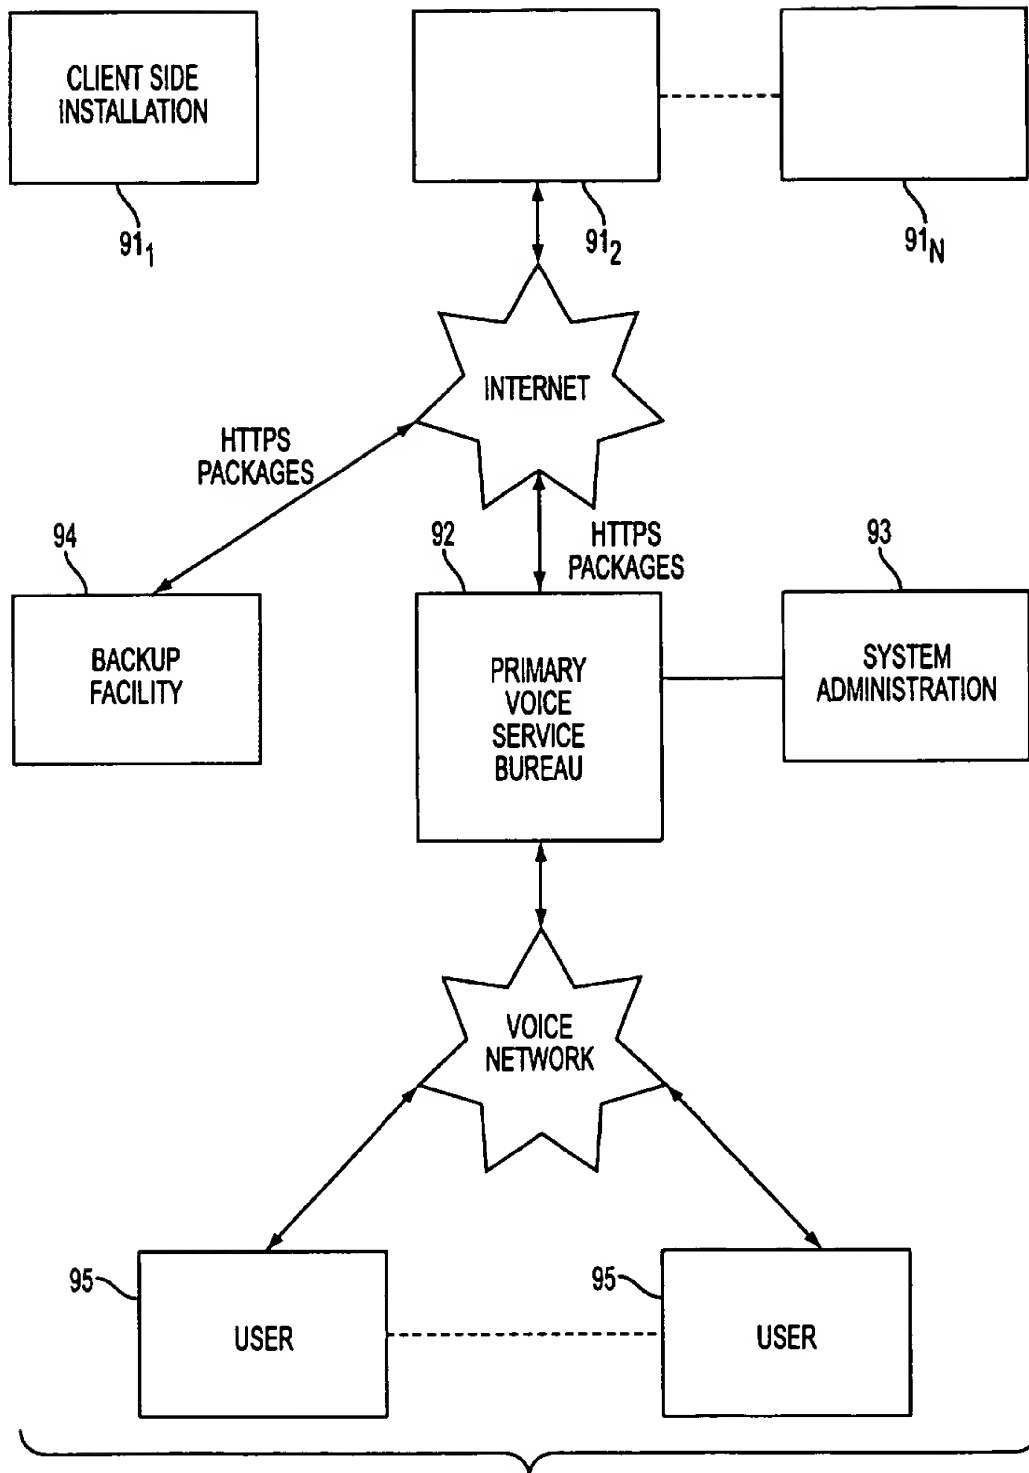 CLIENT SIDE
INSTALLATION
91₁
91₂
91N
INTERNET
HTTPS
PACKAGES
94
92
HTTPS
PACKAGES
93
BACKUP
FACILITY
PRIMARY
VOICE
SERVICE
BUREAU
SYSTEM
ADMINISTRATION
VOICE
NETWORK
95
USER
95
USER